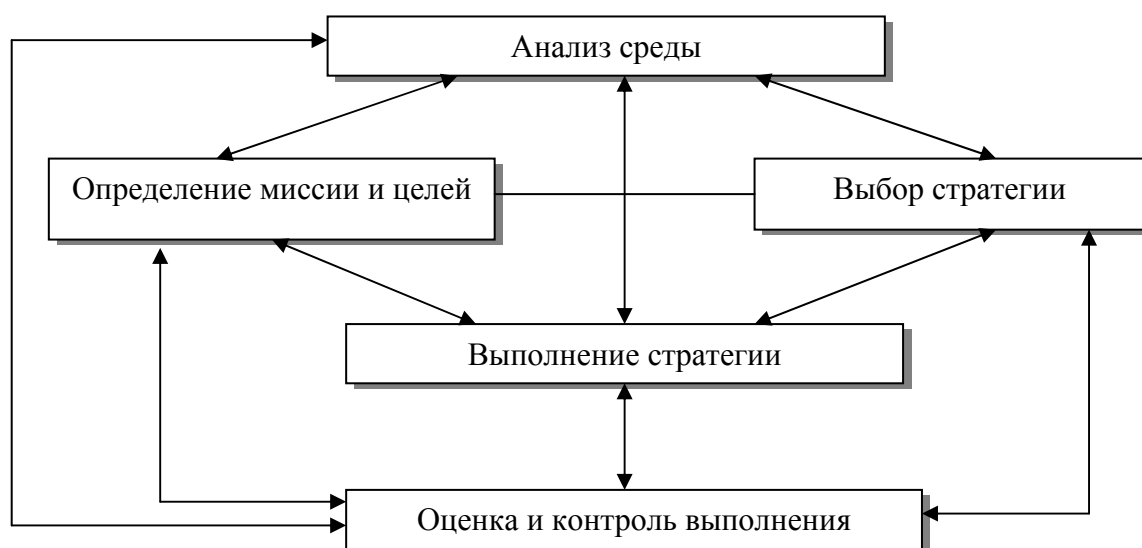 Анализ среды
Определение миссии и целей
Выбор стратегии
Выполнение стратегии
Оценка и контроль выполнения